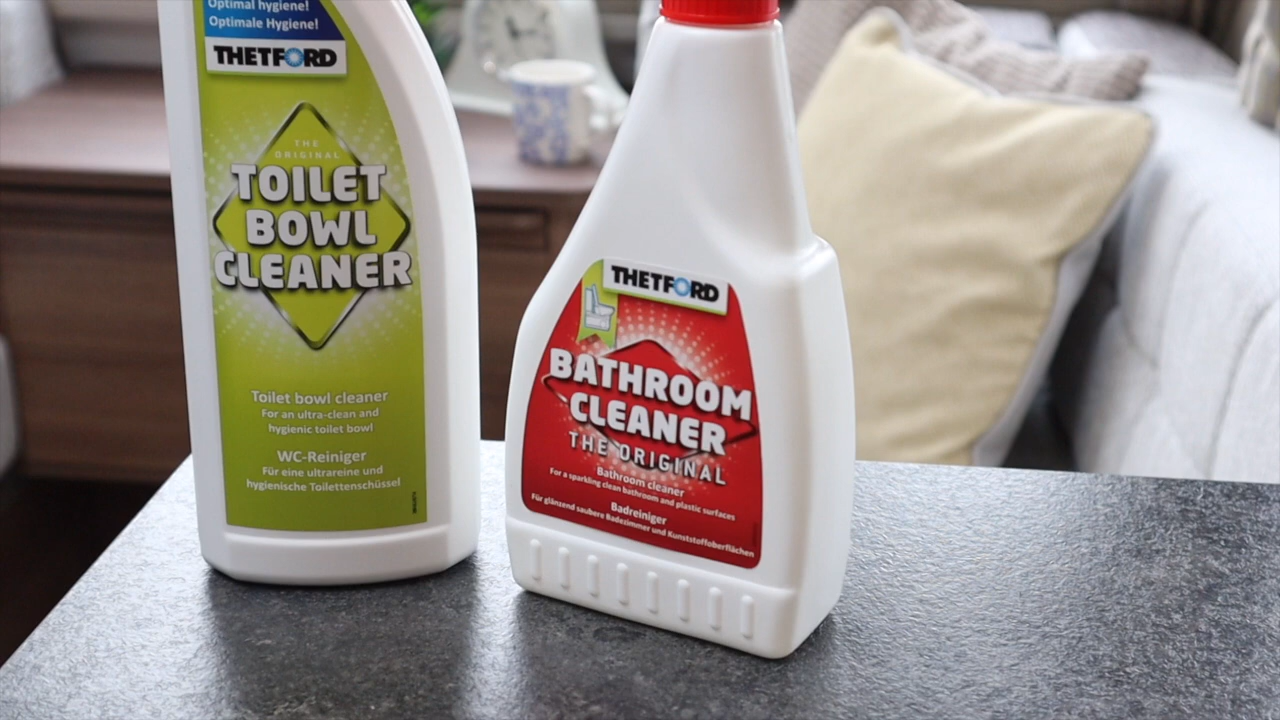 Optimal hygiene!
Optimale Hygiene!
THETFORD
THE
ORIGINAL
TOILET
BOWL
CLEANER
Toilet bowl cleaner
For an ultra-clean and
hygienic toilet bowl
WC-Reiniger
Für eine ultrareine und
hygienische Toilettenschüssel
THETFORD
BATHROOM
CLEANER
THE ORIGINAL
Bathroom cleaner
For a sparkling clean bathroom and plastic surfaces
Badreiniger
Für glänzend saubere Badezimmer und Kunststoffoberflächen